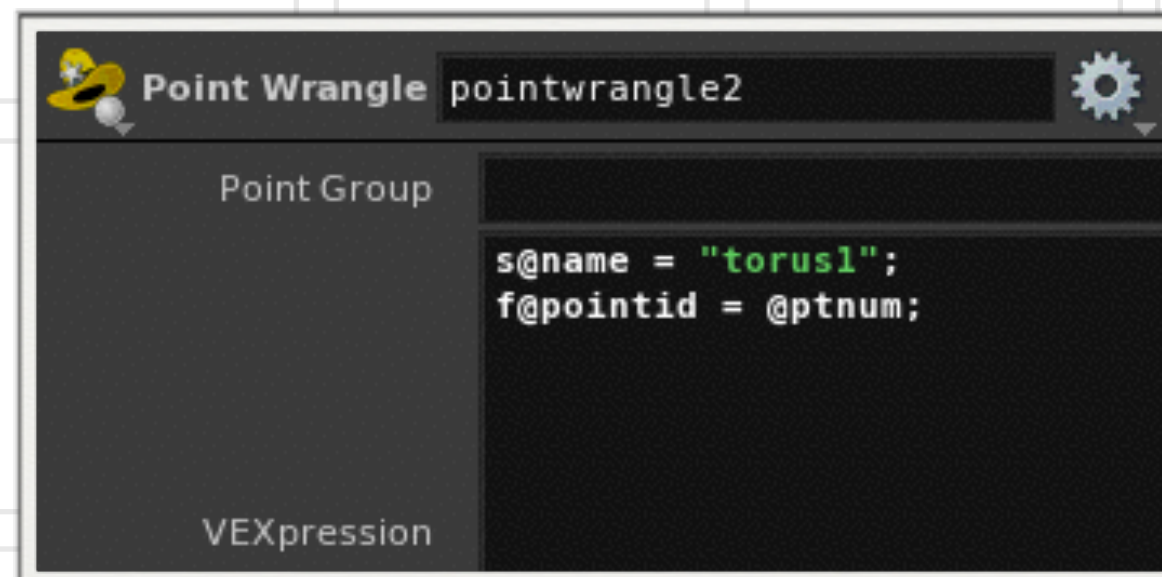 Point Wrangle pointwrangle2
Point Group
s@name = "torus1";
f@pointid = @ptnum;
VEXpression